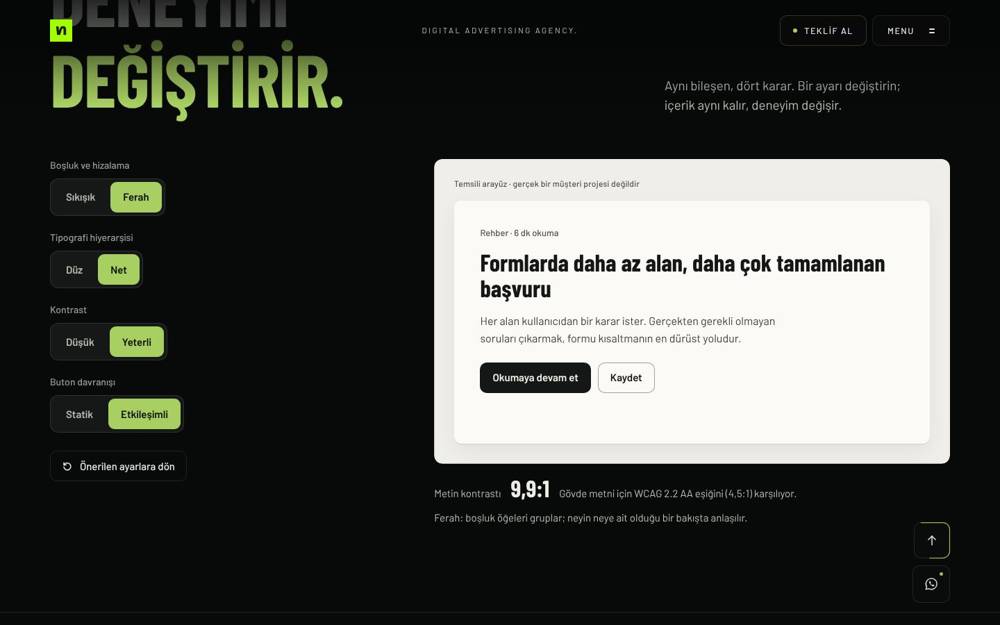 DENEYİMİ
DIGITAL ADVERTISING AGENCY.
TEKLİF AL
MENU
DEĞİŞTİRİR.
Aynı bileşen, dört karar. Bir ayarı değiştirin;
içerik aynı kalır, deneyim değişir.
Boşluk ve hizalama
Sıkışık
Ferah
Tipografi hiyerarşisi
Düz
Net
Kontrast
Düşük
Yeterli
Buton davranışı
Statik
Etkileşimli
Önerilen ayarlara dön
Temsili arayüz · gerçek bir müşteri projesi değildir
Rehber · 6 dk okuma
Formlarda daha az alan, daha çok tamamlanan
başvuru
Her alan kullanıcıdan bir karar ister. Gerçekten gerekli olmayan
soruları çıkarmak, formu kısaltmanın en dürüst yoludur.
Okumaya devam et
Kaydet
Metin kontrastı 9,9:1 Gövde metni için WCAG 2.2 AA eşiğini (4,5:1) karşılıyor.
Ferah: boşluk öğeleri gruplar; neyin neye ait olduğu bir bakışta anlaşılır.